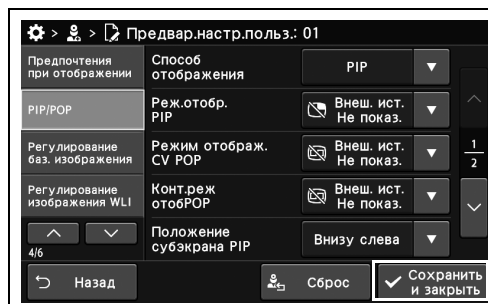 > > Предвар.настр.польз.: 01
Предпочтения
при отображении
Способ
отображения
PIP
PIP/POP
Реж.отобр.
PIP
Внеш. ист.
Не показ.
Регулирование
баз. изображения
Режим отображ.
CV POP
Внеш. ист.
Не показ.
1
2
Регулирование
изображения WLI
Конт.реж
отобPOP
Внеш. ист.
Не показ.
4/6
Положение
субэкрана PIP
Внизу слева
Назад
Сброс
Сохранить
и закрыть